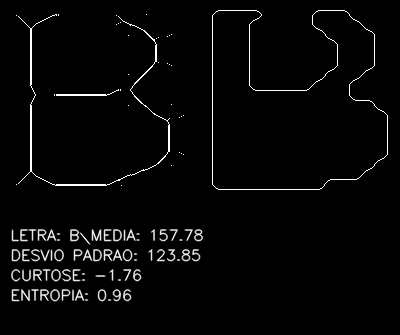 B
LETRA: B\MEDIA: 157.78
DESVIO PADRAO: 123.85
CURTOSE: -1.76
ENTROPIA: 0.96